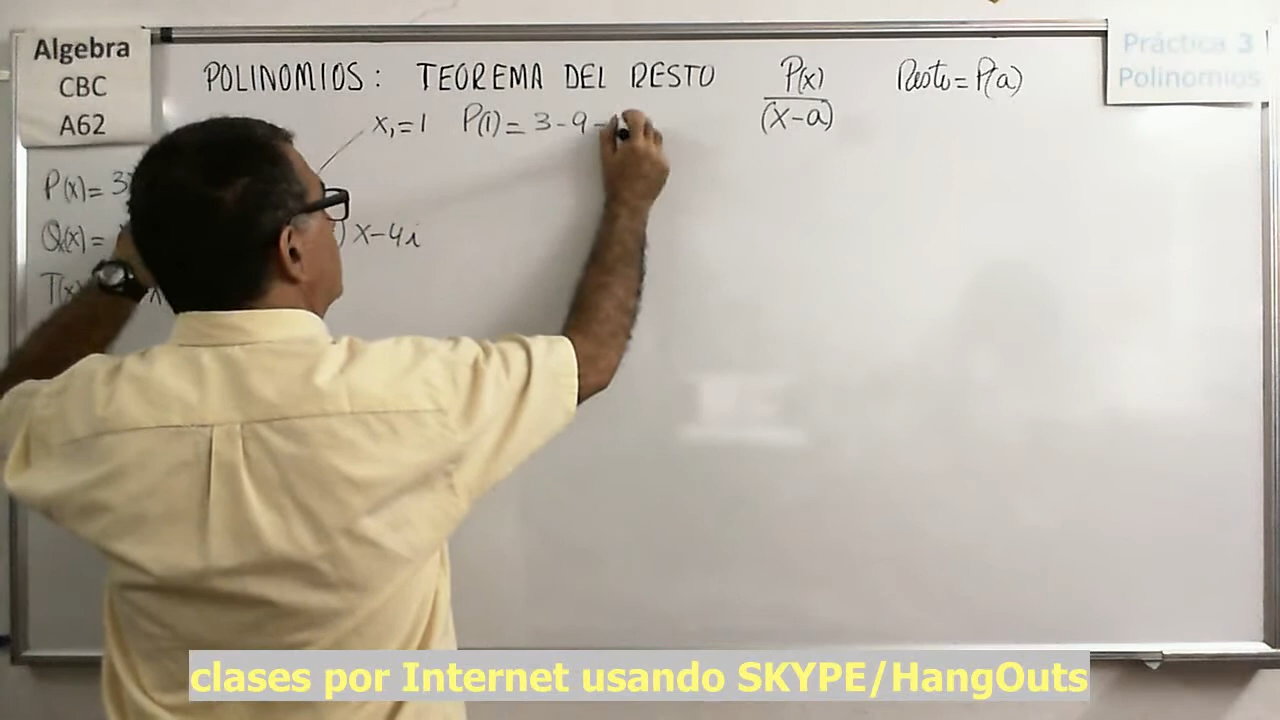 Algebra
CBC
A62
Práctica 3
Polinomios
POLINOMIOS: TEOREMA DEL RESTO
P(x)
(x-a)
Resto=P(a)
x₁=1 P(1)=3-9-
P(x)=3
Q(x)=
) x-4i
T(x)
clases por Internet usando SKYPE/HangOuts